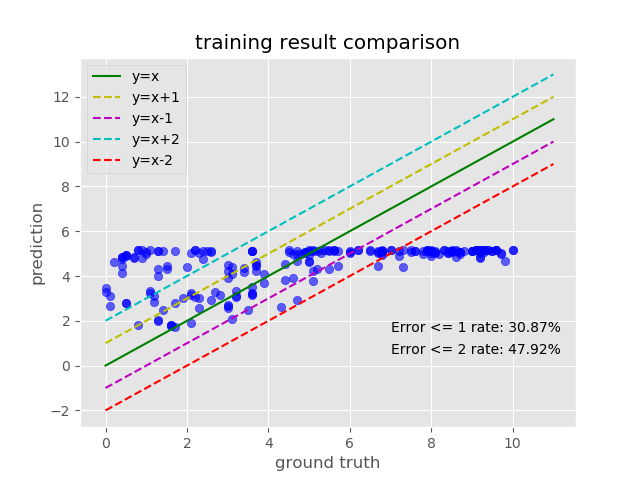 training result comparison
y=x
y=x+1
y=x-1
y=x+2
y=x-2
12
10
8
6
4
2
0
−2
prediction
Error <= 1 rate: 30.87%
Error <= 2 rate: 47.92%
0 2 4 6 8 10
ground truth